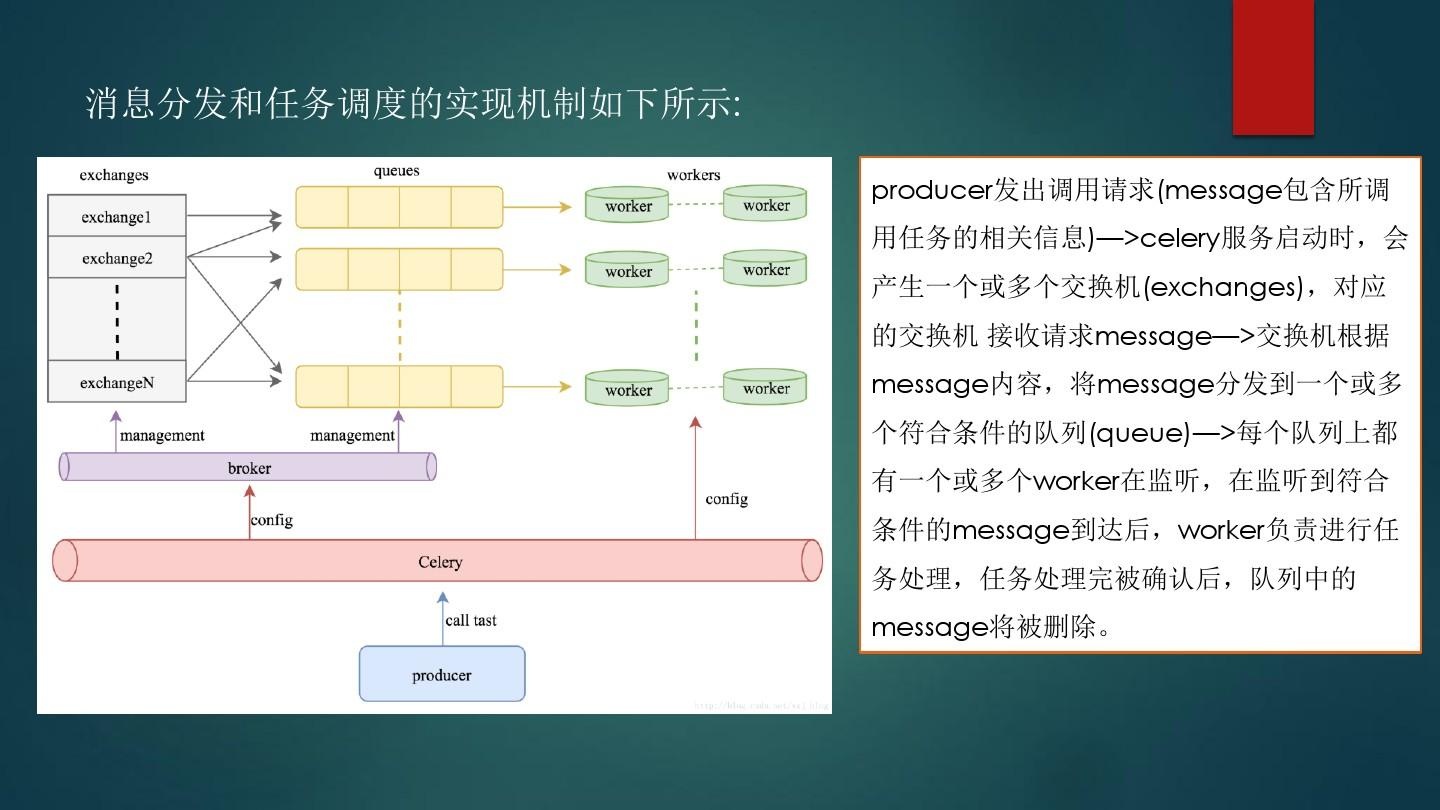 消息分发和任务调度的实现机制如下所示:
exchanges
queues
workers
exchange1
worker
worker
exchange2
worker
worker
exchangeN
worker
worker
management
management
broker
config
config
Celery
call tast
producer
producer发出调用请求(message包含所调
用任务的相关信息)—>celery服务启动时，会
产生一个或多个交换机(exchanges)，对应
的交换机 接收请求message—>交换机根据
message内容，将message分发到一个或多
个符合条件的队列(queue)—>每个队列上都
有一个或多个worker在监听，在监听到符合
条件的message到达后，worker负责进行任
务处理，任务处理完被确认后，队列中的
message将被删除。